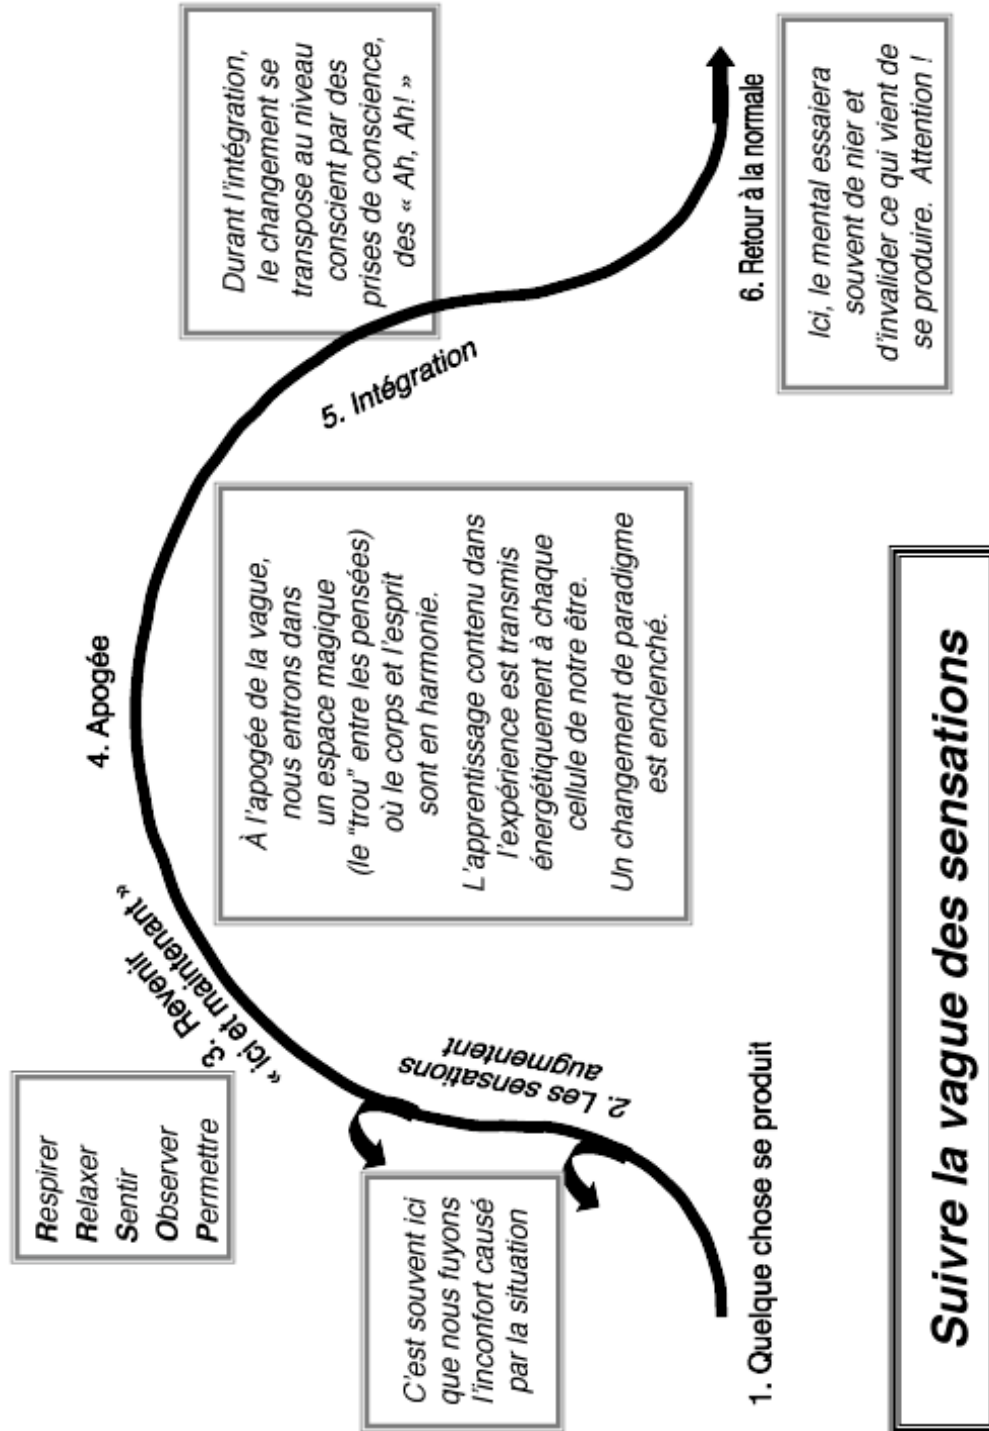 Respirer
Relaxer
Sentir
Observer
Permettre
C'est souvent ici
que nous fuyons
l'inconfort causé
par la situation
1. Quelque chose se produit
2. Les sensations
augmentent
3. Revenir
« ici et maintenant »
4. Apogée
À l'apogée de la vague,
nous entrons dans
un espace magique
(le "trou" entre les pensées)
où le corps et l'esprit
sont en harmonie.
L'apprentissage contenu dans
l'expérience est transmis
énergétiquement à chaque
cellule de notre être.
Un changement de paradigme
est enclenché.
5. Intégration
Durant l'intégration,
le changement se
transpose au niveau
conscient par des
prises de conscience,
des « Ah, Ah! »
6. Retour à la normale
Ici, le mental essaiera
souvent de nier et
d'invalider ce qui vient de
se produire. Attention !
Suivre la vague des sensations